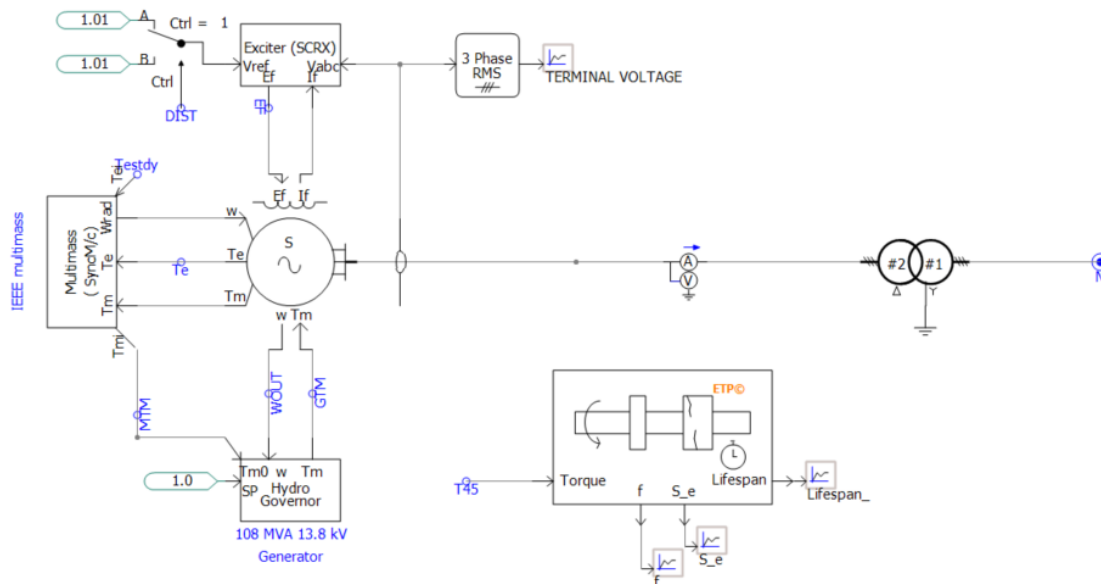 1.01
A
Ctrl = 1
1.01
B
Ctrl
DIST
Exciter (SCRX)
Vref
Vabc
Ef
If
Ef
3 Phase
RMS
TERMINAL VOLTAGE
Testdy
Te
IEEE multimass
Multimass
( SyncM/c)
Wrad
Te
Tm
Tmi
MTM
w
Te
Te
Tm
Ef
If
S
w Tm
WOUT
GTM
1.0
Tm0 w Tm
SP
Hydro
Governor
108 MVA 13.8 kV
Generator
A
V
#2
#1
Δ
Y
N
ETP©
T45
Torque
Lifespan
f
S_e
Lifespan_
S_e
f